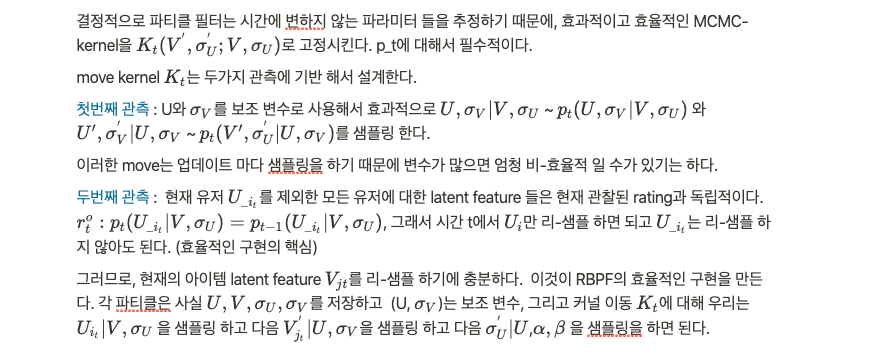 결정적으로 파티클 필터는 시간에 변하지 않는 파라미터 들을 추정하기 때문에, 효과적이고 효율적인 MCMC-
kernel을 $K_t(V^{'}, \sigma_U^{'}; V, \sigma_U)$로 고정시킨다. p_t에 대해서 필수적이다.
move kernel $K_t$는 두가지 관측에 기반 해서 설계한다.
첫번째 관측 : U와 $\sigma_V$를 보조 변수로 사용해서 효과적으로 $U, \sigma_V | V, \sigma_U$ ~ $p_t(U, \sigma_V | V, \sigma_U)$ 와
$U', \sigma_V^{'} | U, \sigma_V$ ~ $p_t(V', \sigma_U^{'} | U, \sigma_V)$를 샘플링 한다.
이러한 move는 업데이트 마다 샘플링을 하기 때문에 변수가 많으면 엄청 비-효율적 일 수가 있기는 하다.
두번째 관측 : 현재 유저 $U_{\_i_t}$를 제외한 모든 유저에 대한 latent feature 들은 현재 관찰된 rating과 독립적이다.
$r_t^o : p_t(U_{\_i_t} | V, \sigma_U) = p_{t-1}(U_{\_i_t} | V, \sigma_U)$, 그래서 시간 t에서 $U_i$만 리-샘플 하면 되고 $U_{\_i_t}$는 리-샘플 하
지 않아도 된다. (효율적인 구현의 핵심)
그러므로, 현재의 아이템 latent feature $V_{jt}$를 리-샘플 하기에 충분하다. 이것이 RBPF의 효율적인 구현을 만든
다. 각 파티클은 사실 $U, V, \sigma_U, \sigma_V$를 저장하고 (U, $\sigma_V$)는 보조 변수, 그리고 커널 이동 $K_t$에 대해 우리는
$U_{i_t} | V, \sigma_U$ 을 샘플링 하고 다음 $V_{j_t}^{'} | U, \sigma_V$을 샘플링 하고 다음 $\sigma_U^{'} | U, \alpha, \beta$ 을 샘플링을 하면 된다.